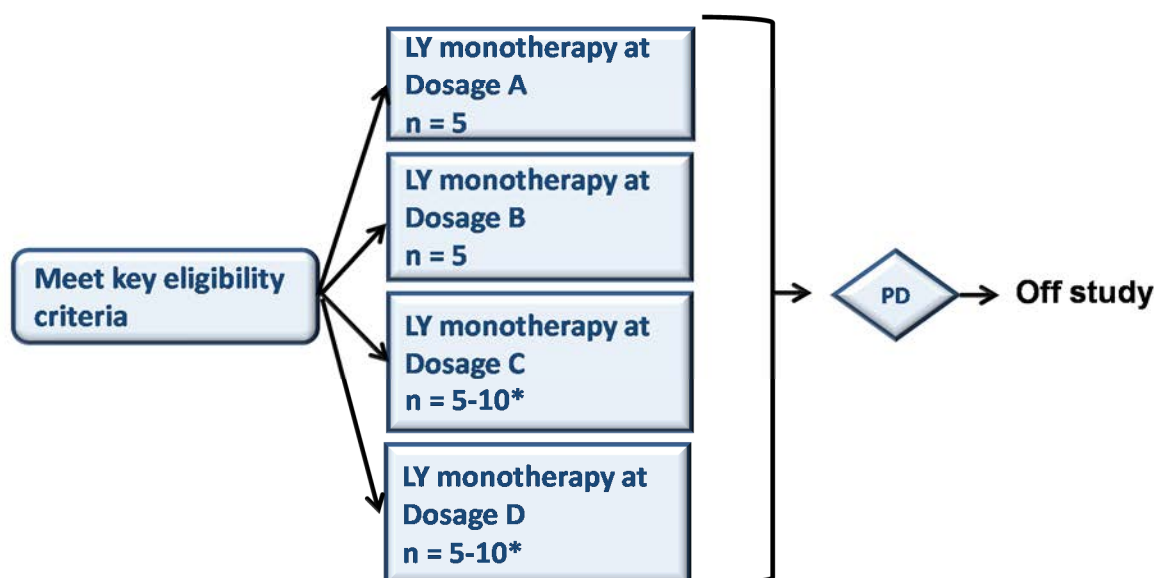 LY monotherapy at
Dosage A
n = 5
LY monotherapy at
Dosage B
n = 5
Meet key eligibility
criteria
LY monotherapy at
Dosage C
n = 5-10*
LY monotherapy at
Dosage D
n = 5-10*
PD
Off study